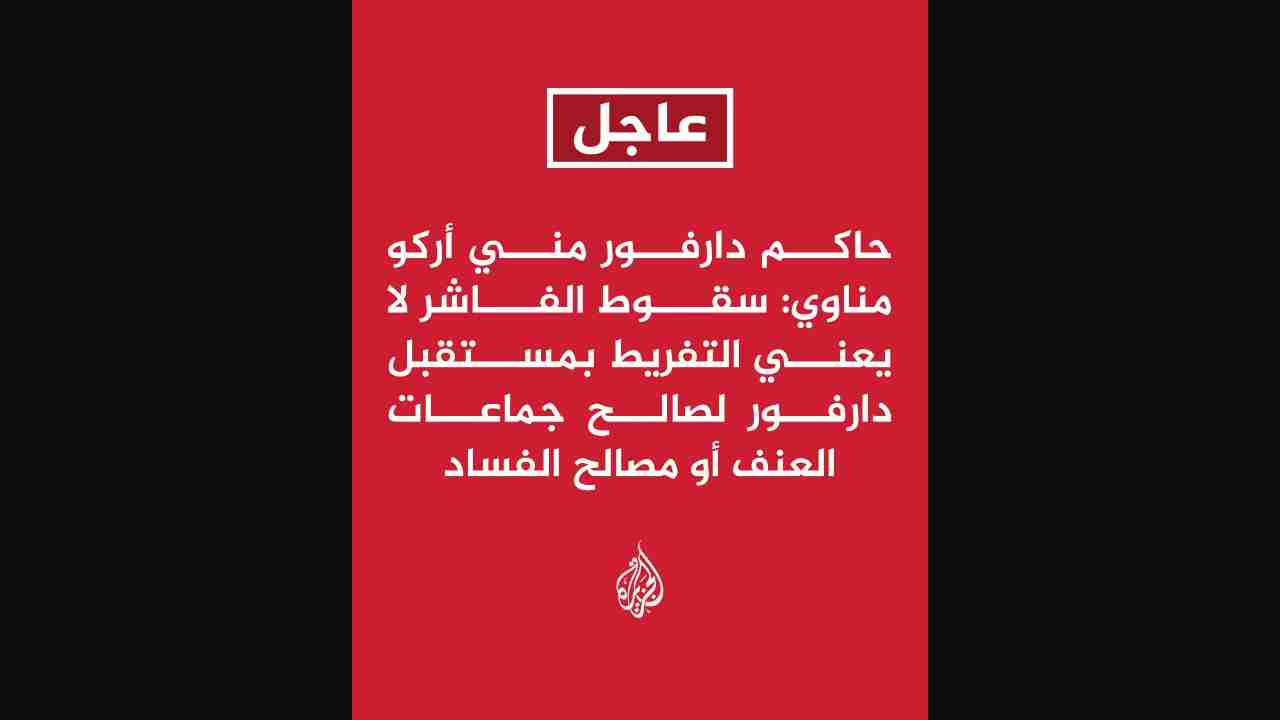 عاجل
حاكم دارفور مني أركو
مناوي: سقوط الفاشر لا
يعني التفريط بمستقبل
دارفور لصالح جماعات
العنف أو مصالح الفساد
الجزيرة